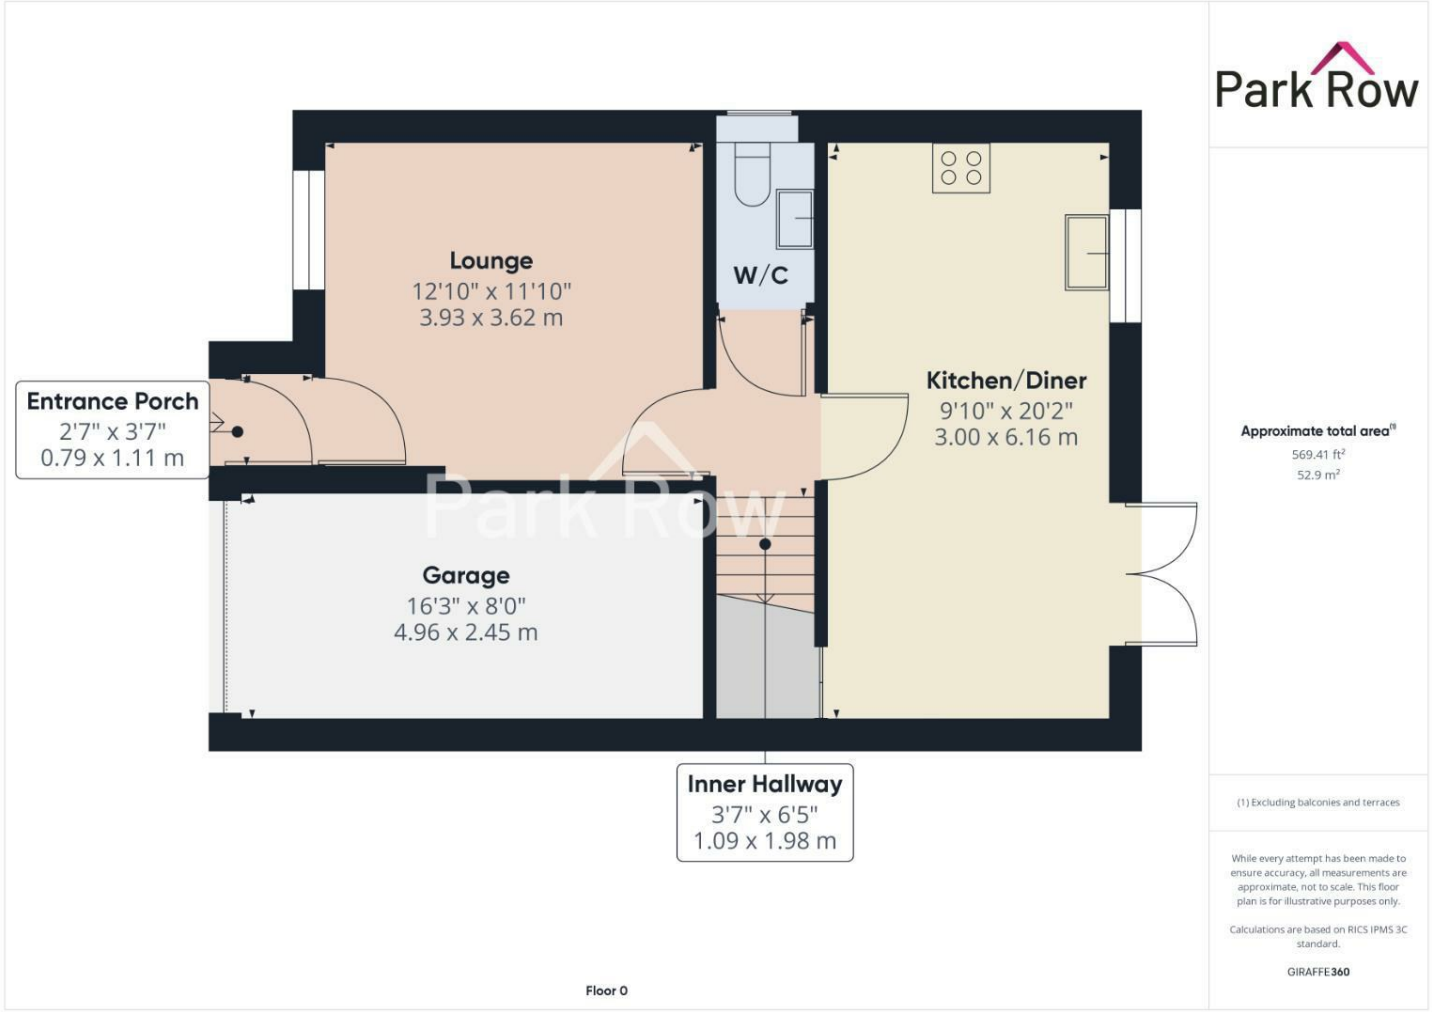 Park Row
Lounge
12'10" x 11'10"
3.93 x 3.62 m
W/C
Kitchen/Diner
9'10" x 20'2"
3.00 x 6.16 m
Entrance Porch
2'7" x 3'7"
0.79 x 1.11 m
Park Row
Garage
16'3" x 8'0"
4.96 x 2.45 m
Inner Hallway
3'7" x 6'5"
1.09 x 1.98 m
Floor 0
Approximate total area⁽¹⁾
569.41 ft²
52.9 m²
(1) Excluding balconies and terraces
While every attempt has been made to
ensure accuracy, all measurements are
approximate, not to scale. This floor
plan is for illustrative purposes only.
Calculations are based on RICS IPMS 3C
standard.
GIRAFFE360